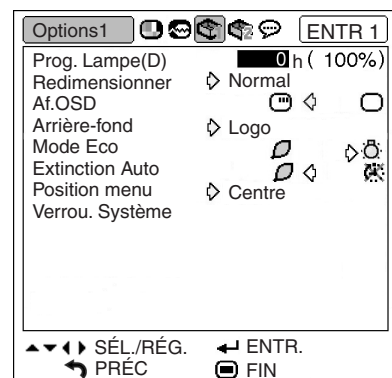 Options1 ENTR 1
Prog. Lampe(D) 0 h ( 100%)
Redimensionner Normal
Af.OSD
Arrière-fond Logo
Mode Eco
Extinction Auto
Position menu Centre
Verrou. Système
SÉL./RÉG. ENTR.
PRÉC FIN